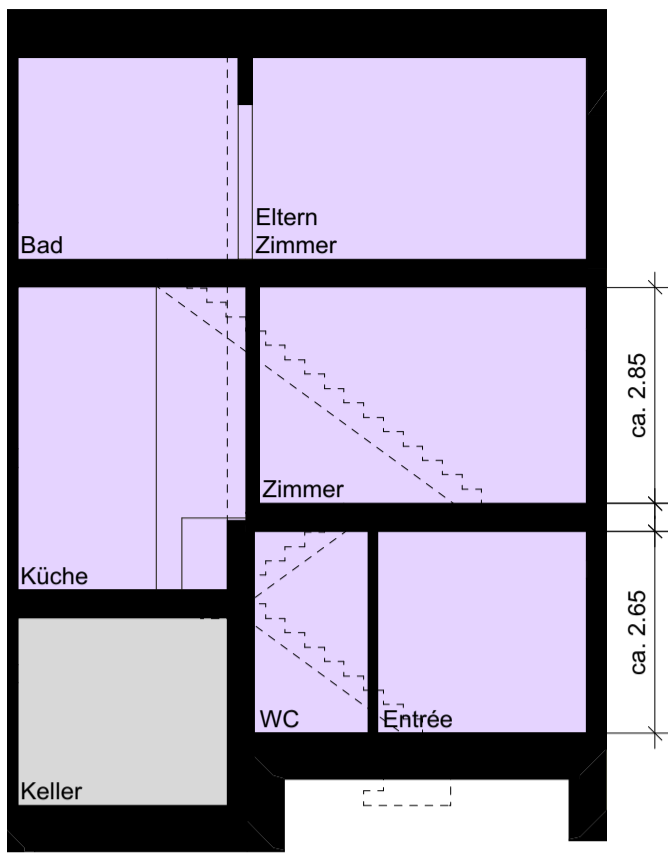 Bad
Eltern
Zimmer
ca. 2.85
Zimmer
Küche
ca. 2.65
WC
Entrée
Keller